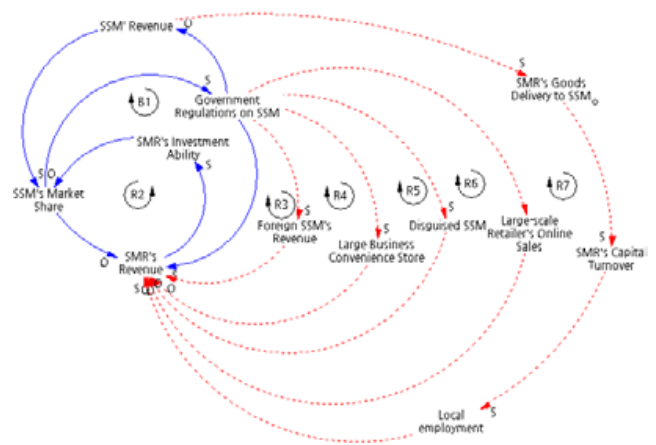 SSM' Revenue
O
S
SMR's Goods
Delivery to SSM
S
B1
Government
Regulations on SSM
SMR's Investment
Ability
S
S O
SSM's Market
Share
R2
R3
R4
R5
R6
R7
S
Foreign SSM's
Revenue
S
Large Business
Convenience Store
S
Disguised SSM
S
Large-scale
Retailer's Online
Sales
S
SMR's Capital
Turnover
O
SMR's
Revenue
S
O
O
S
Local
employment